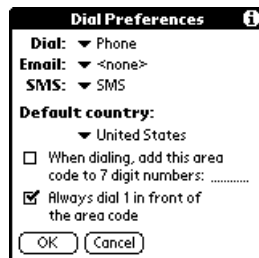 Dial Preferences i
Dial: Phone
Email: <none>
SMS: SMS
Default country:
United States
When dialing, add this area
code to 7 digit numbers:
Always dial 1 in front of
the area code
OK Cancel